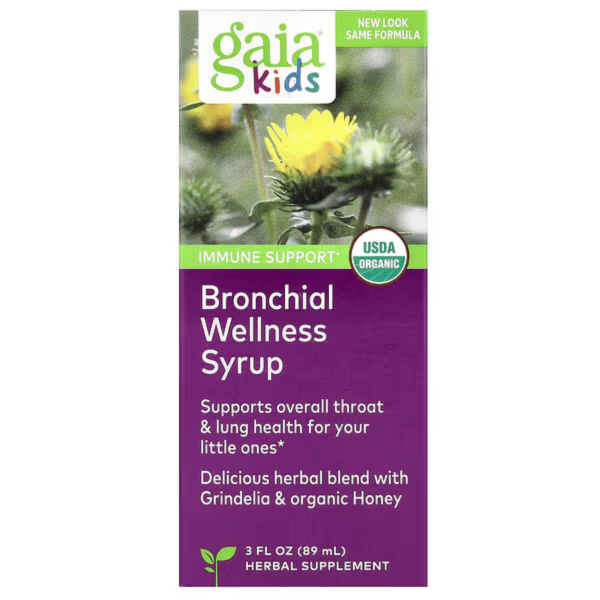 gaia
kids
NEW LOOK
SAME FORMULA
IMMUNE SUPPORT*
USDA
ORGANIC
Bronchial
Wellness
Syrup
Supports overall throat
& lung health for your
little ones*
Delicious herbal blend with
Grindelia & organic Honey
3 FL OZ (89 mL)
HERBAL SUPPLEMENT